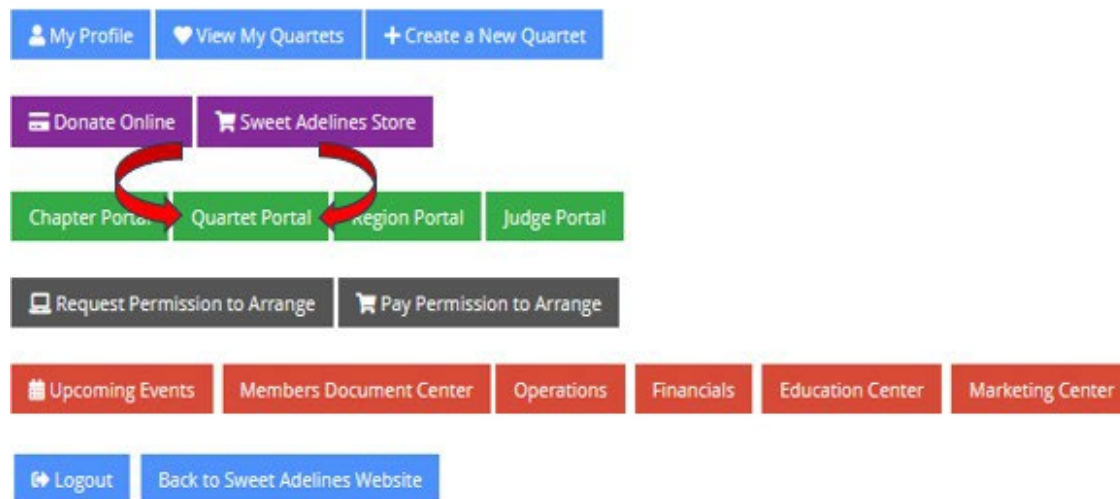 My Profile View My Quartets + Create a New Quartet
Donate Online Sweet Adelines Store
Chapter Portal Quartet Portal Region Portal Judge Portal
Request Permission to Arrange Pay Permission to Arrange
Upcoming Events Members Document Center Operations Financials Education Center Marketing Center
Logout Back to Sweet Adelines Website